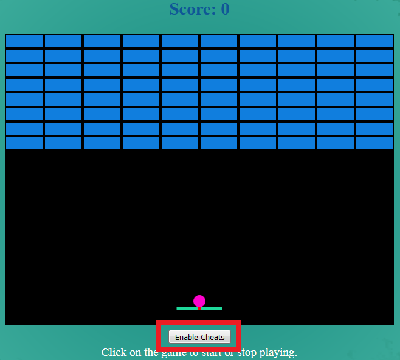 Score: 0
Enable Cheats
Click on the game to start or stop playing.